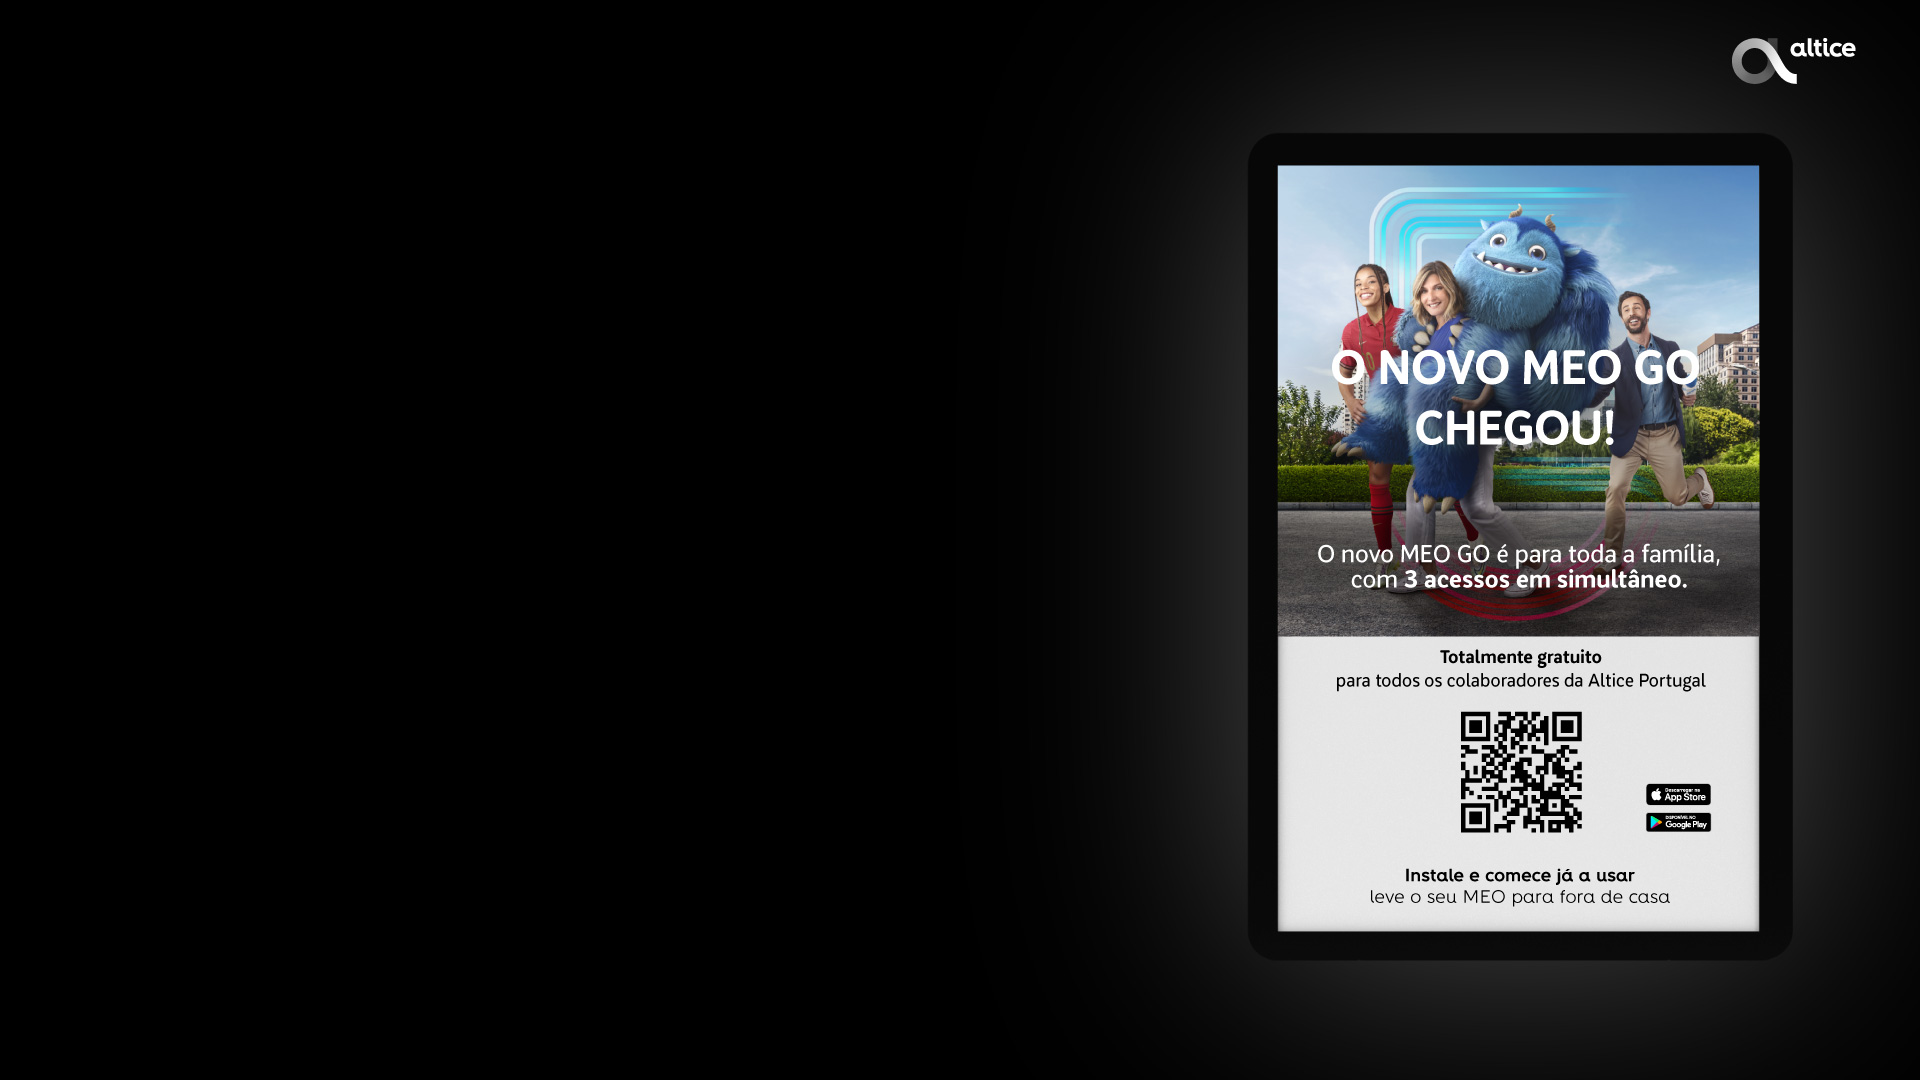 altice
O NOVO MEO GO
CHEGOU!
O novo MEO GO é para toda a família,
com 3 acessos em simultâneo.
Totalmente gratuito
para todos os colaboradores da Altice Portugal
Descarregar na
App Store
DISPONÍVEL NO
Google Play
Instale e comece já a usar
leve o seu MEO para fora de casa